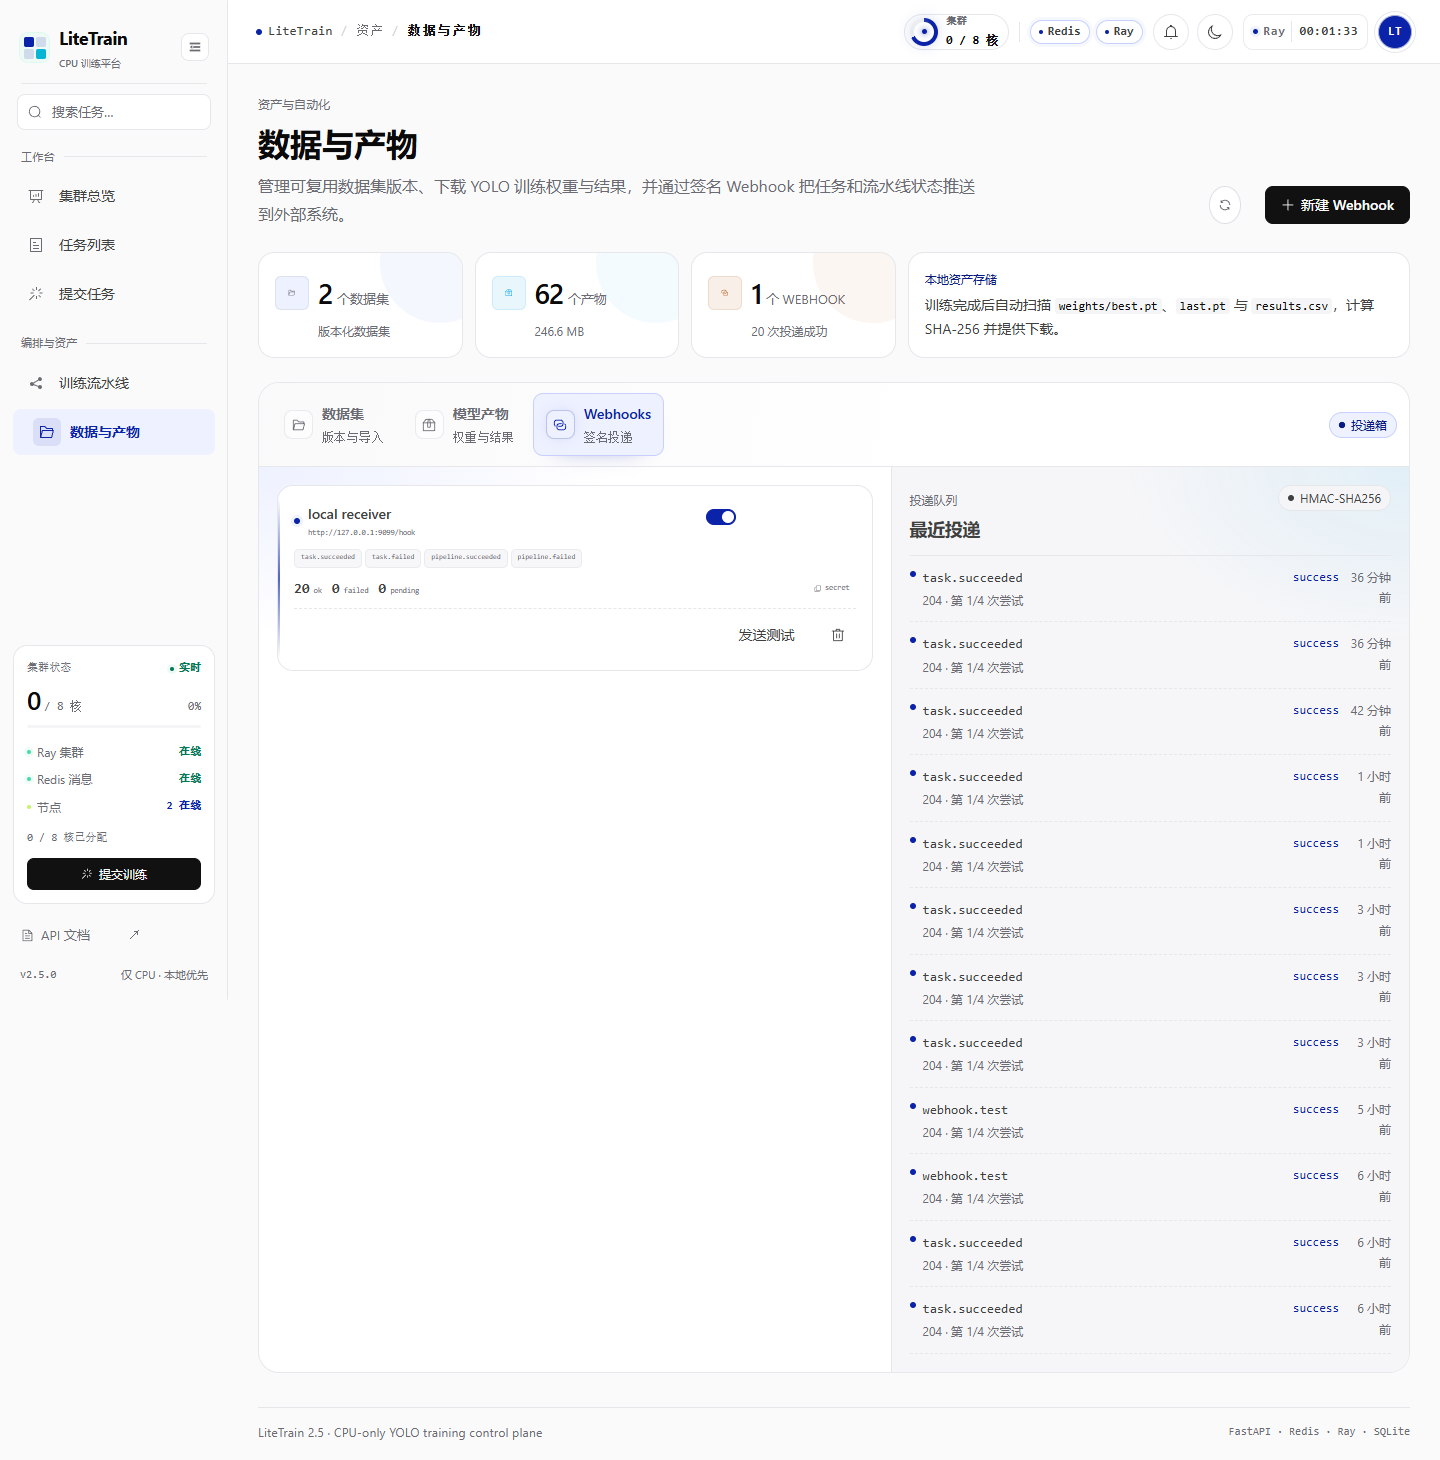 LiteTrain
CPU 训练平台
搜索任务...
工作台
集群总览
任务列表
提交任务
编排与资产
训练流水线
数据与产物
集群状态
实时
0 / 8 核
0%
Ray 集群
在线
Redis 消息
在线
节点
2 在线
0 / 8 核已分配
提交训练
API 文档
v2.5.0
仅 CPU · 本地优先
LiteTrain / 资产 / 数据与产物
集群
0 / 8 核
Redis
Ray
Ray
00:01:33
LT
资产与自动化
数据与产物
管理可复用数据集版本、下载 YOLO 训练权重与结果，并通过签名 Webhook 把任务和流水线状态推送
到外部系统。
新建 Webhook
2 个数据集
版本化数据集
62 个产物
246.6 MB
1 个 WEBHOOK
20 次投递成功
本地资产存储
训练完成后自动扫描 weights/best.pt 、 last.pt 与 results.csv ，计算
SHA-256 并提供下载。
数据集
版本与导入
模型产物
权重与结果
Webhooks
签名投递
投递箱
local receiver
http://127.0.0.1:9099/hook
task.succeeded
task.failed
pipeline.succeeded
pipeline.failed
20 ok 0 failed 0 pending
secret
发送测试
投递队列
最近投递
HMAC-SHA256
task.succeeded success 36 分钟前
204 · 第 1/4 次尝试
task.succeeded success 36 分钟前
204 · 第 1/4 次尝试
task.succeeded success 42 分钟前
204 · 第 1/4 次尝试
task.succeeded success 1 小时前
204 · 第 1/4 次尝试
task.succeeded success 1 小时前
204 · 第 1/4 次尝试
task.succeeded success 3 小时前
204 · 第 1/4 次尝试
task.succeeded success 3 小时前
204 · 第 1/4 次尝试
task.succeeded success 3 小时前
204 · 第 1/4 次尝试
webhook.test success 5 小时前
204 · 第 1/4 次尝试
webhook.test success 6 小时前
204 · 第 1/4 次尝试
task.succeeded success 6 小时前
204 · 第 1/4 次尝试
task.succeeded success 6 小时前
204 · 第 1/4 次尝试
LiteTrain 2.5 · CPU-only YOLO training control plane
FastAPI · Redis · Ray · SQLite